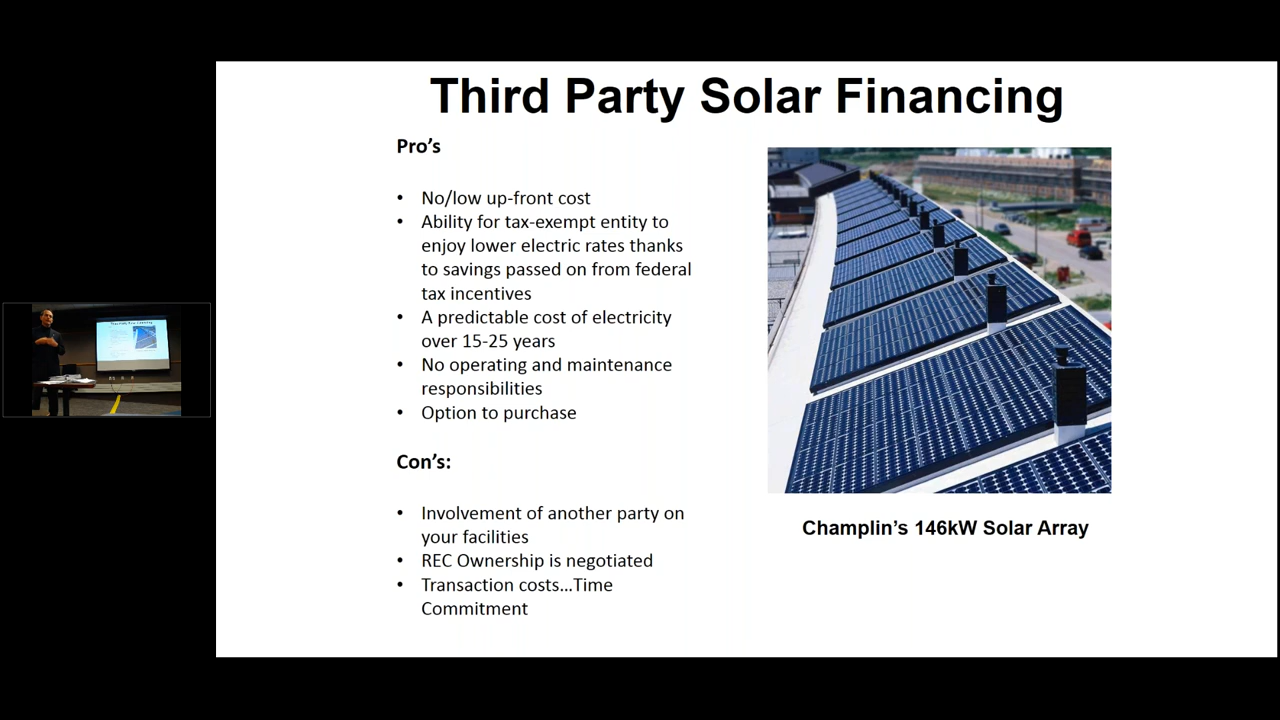 Third Party Solar Financing
Pro's
• No/low up-front cost
• Ability for tax-exempt entity to
enjoy lower electric rates thanks
to savings passed on from federal
tax incentives
• A predictable cost of electricity
over 15-25 years
• No operating and maintenance
responsibilities
• Option to purchase
Con's:
• Involvement of another party on
your facilities
• REC Ownership is negotiated
• Transaction costs…Time
Commitment
Champlin's 146kW Solar Array